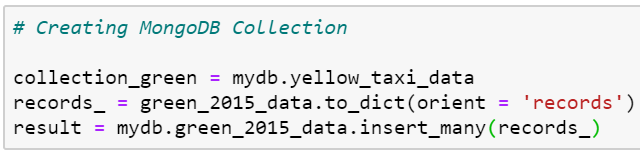 # Creating MongoDB Collection
collection_green = mydb.yellow_taxi_data
records_ = green_2015_data.to_dict(orient = 'records')
result = mydb.green_2015_data.insert_many(records_)